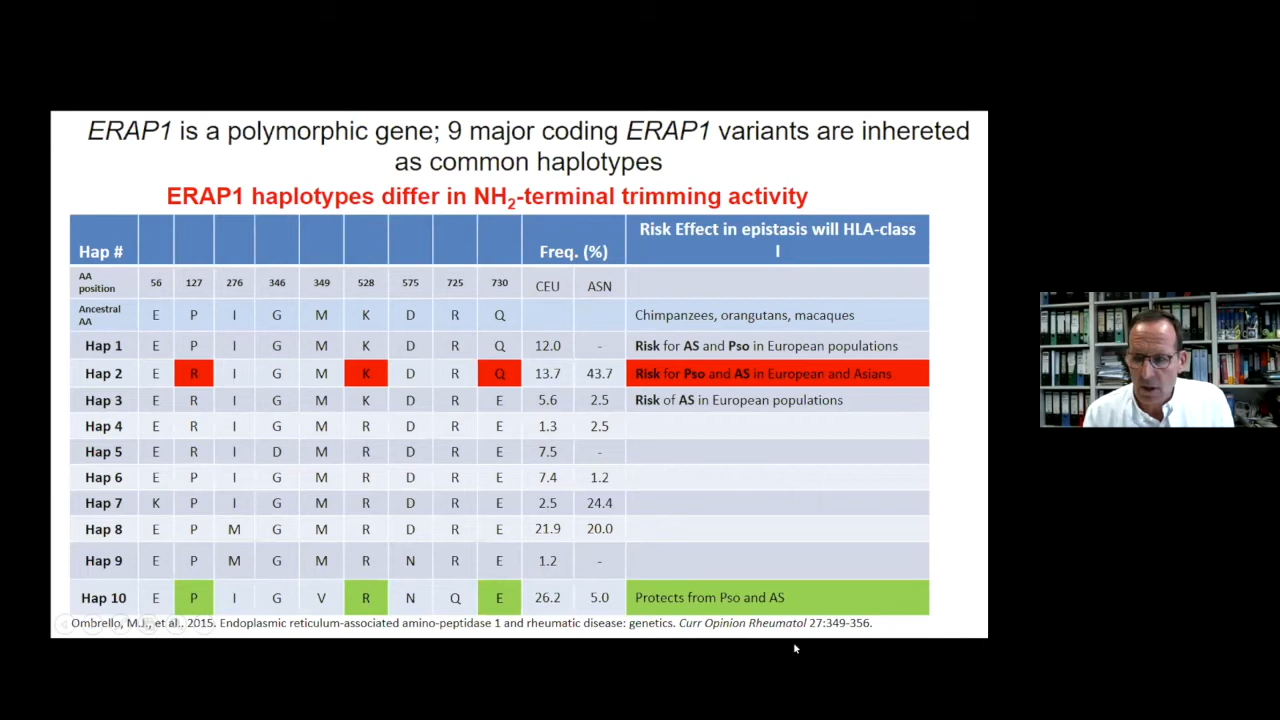 ERAP1 is a polymorphic gene; 9 major coding ERAP1 variants are inhereted
as common haplotypes
ERAP1 haplotypes differ in NH2-terminal trimming activity
Hap # Freq. (%) Risk Effect in epistasis will HLA-class I
AA position 56 127 276 346 349 528 575 725 730 CEU ASN
Ancestral AA E P I G M K D R Q Chimpanzees, orangutans, macaques
Hap 1 E P I G M K D R Q 12.0 - Risk for AS and Pso in European populations
Hap 2 E R I G M K D R Q 13.7 43.7 Risk for Pso and AS in European and Asians
Hap 3 E R I G M K D R E 5.6 2.5 Risk of AS in European populations
Hap 4 E R I G M R D R E 1.3 2.5
Hap 5 E R I D M R D R E 7.5 -
Hap 6 E P I G M R D R E 7.4 1.2
Hap 7 K P I G M R D R E 2.5 24.4
Hap 8 E P M G M R D R E 21.9 20.0
Hap 9 E P M G M R N R E 1.2 -
Hap 10 E P I G V R N Q E 26.2 5.0 Protects from Pso and AS
Ombrello, M.J., et al., 2015. Endoplasmic reticulum-associated amino-peptidase 1 and rheumatic disease: genetics. Curr Opinion Rheumatol 27:349-356.